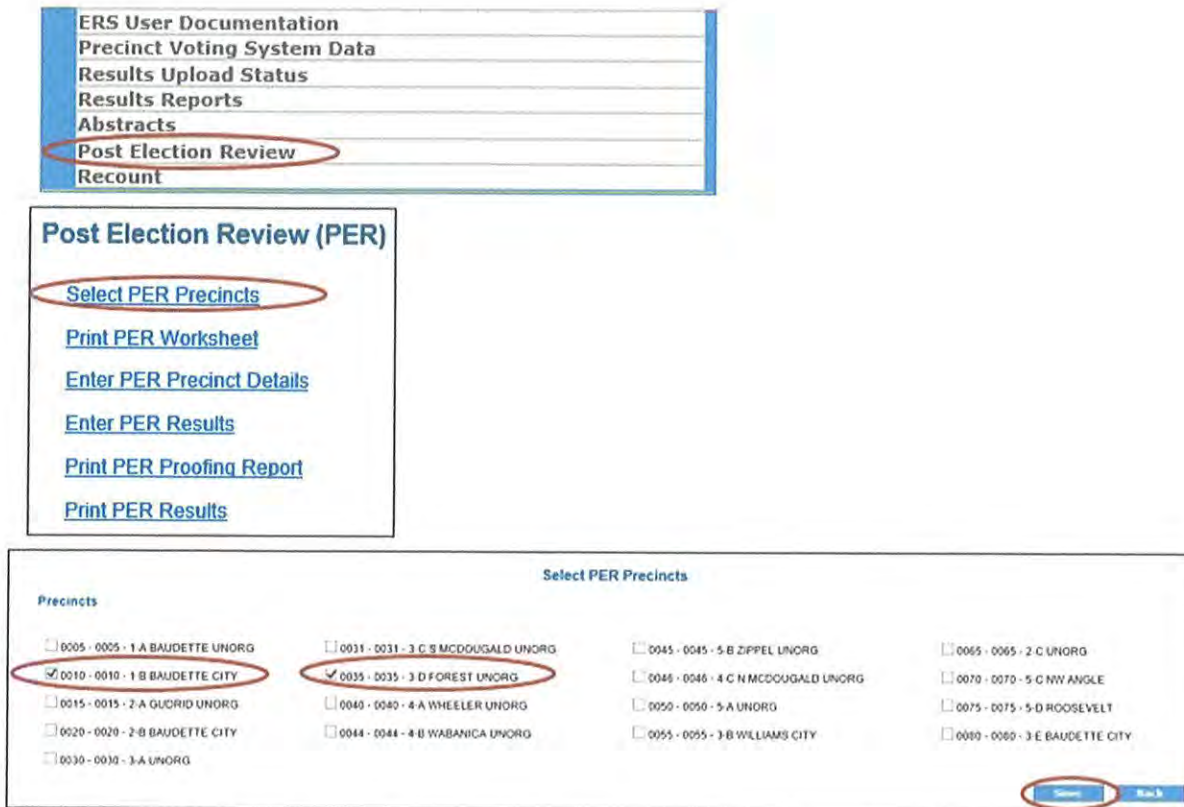 ERS User Documentation
Precinct Voting System Data
Results Upload Status
Results Reports
Abstracts
Post Election Review
Recount
Post Election Review (PER)
Select PER Precincts
Print PER Worksheet
Enter PER Precinct Details
Enter PER Results
Print PER Proofing Report
Print PER Results
Select PER Precincts
Precincts
0005 - 0005 - 1 A BAUDETTE UNORG 0031 - 0031 - 3 C S MCDOUGALD UNORG 0045 - 0045 - 5-B ZIPPEL UNORG 0065 - 0065 - 2-C UNORG
0010 - 0010 - 1-B BAUDETTE CITY 0035 - 0035 - 3 D FOREST UNORG 0046 - 0046 - 4 C N MCDOUGALD UNORG 0070 - 0070 - 5-C NW ANGLE
0015 - 0015 - 2-A GUDRID UNORG 0040 - 0040 - 4-A WHEELER UNORG 0050 - 0050 - 5-A UNORG 0075 - 0075 - 5-D ROOSEVELT
0020 - 0020 - 2-B BAUDETTE CITY 0044 - 0044 - 4-B WABANICA UNORG 0055 - 0055 - 3-B WILLIAMS CITY 0080 - 0080 - 3-E BAUDETTE CITY
0030 - 0030 - 3-A UNORG
Save Back